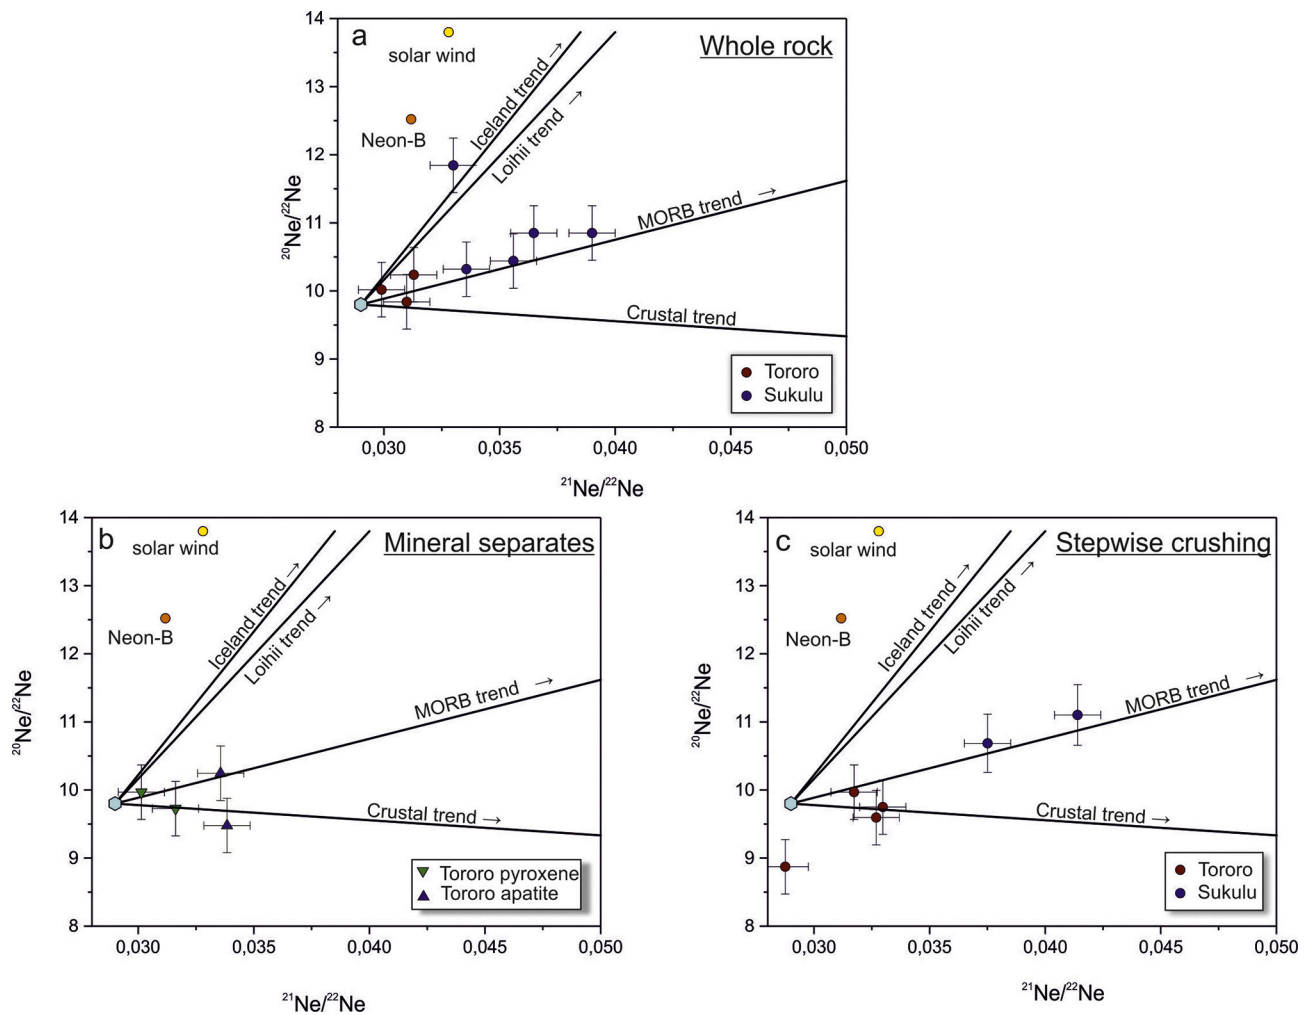 a
Whole rock
solar wind
Neon-B
Iceland trend →
Loihii trend →
MORB trend →
Crustal trend
Tororo
Sukulu
14
13
12
11
10
9
8
²⁰Ne/²²Ne
0,030
0,035
0,040
0,045
0,050
²¹Ne/²²Ne
b
Mineral separates
solar wind
Neon-B
Iceland trend →
Loihii trend →
MORB trend →
Crustal trend →
Tororo pyroxene
Tororo apatite
14
13
12
11
10
9
8
²⁰Ne/²²Ne
0,030
0,035
0,040
0,045
0,050
²¹Ne/²²Ne
c
Stepwise crushing
solar wind
Neon-B
Iceland trend →
Loihii trend →
MORB trend →
Crustal trend →
Tororo
Sukulu
14
13
12
11
10
9
8
²⁰Ne/²²Ne
0,030
0,035
0,040
0,045
0,050
²¹Ne/²²Ne